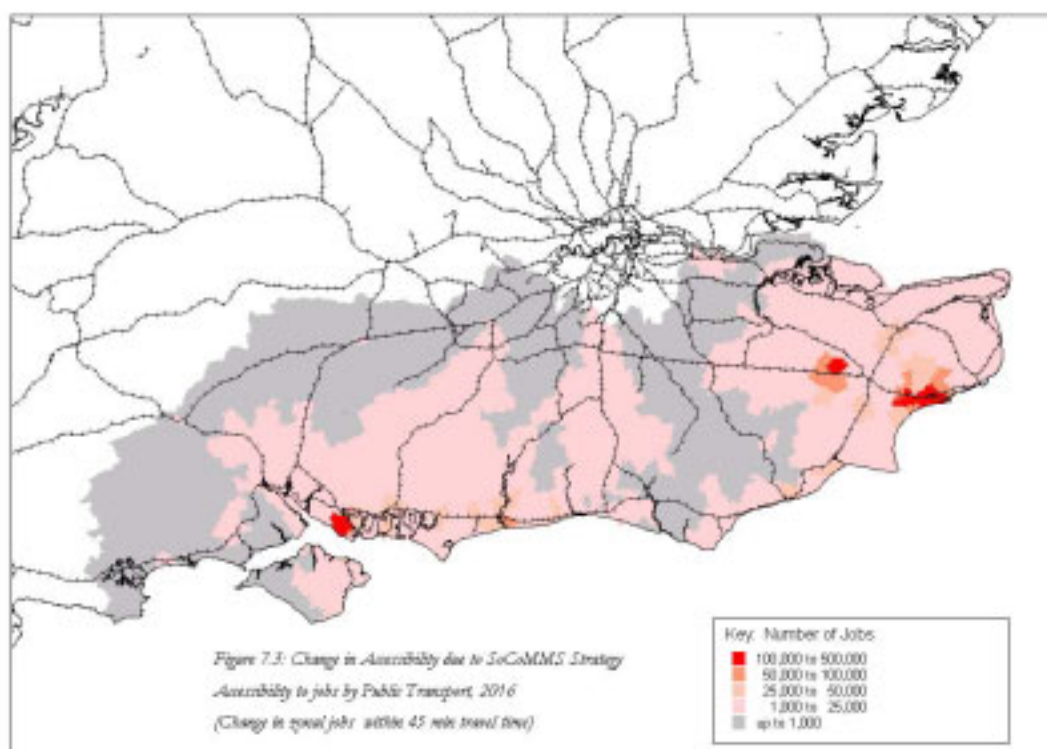 Figure 7.3: Change in Accessibility due to SoCoMMS Strategy
Accessibility to jobs by Public Transport, 2016
(Change in zonal jobs within 45 min travel time)
Key: Number of Jobs
100,000 to 500,000
50,000 to 100,000
25,000 to 50,000
1,000 to 25,000
up to 1,000